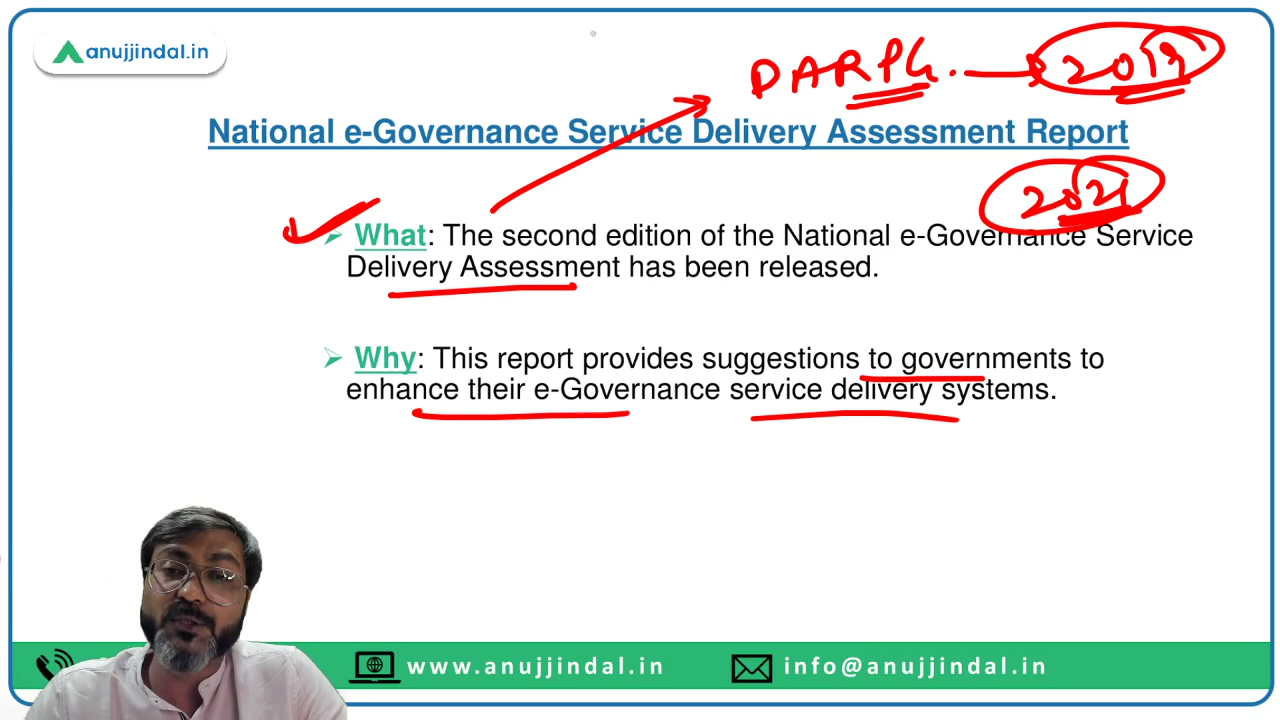 anujjindal.in
DARPG. 2019
National e-Governance Service Delivery Assessment Report
2021
What: The second edition of the National e-Governance Service
Delivery Assessment has been released.
Why: This report provides suggestions to governments to
enhance their e-Governance service delivery systems.
www.anujjindal.in
info@anujjindal.in